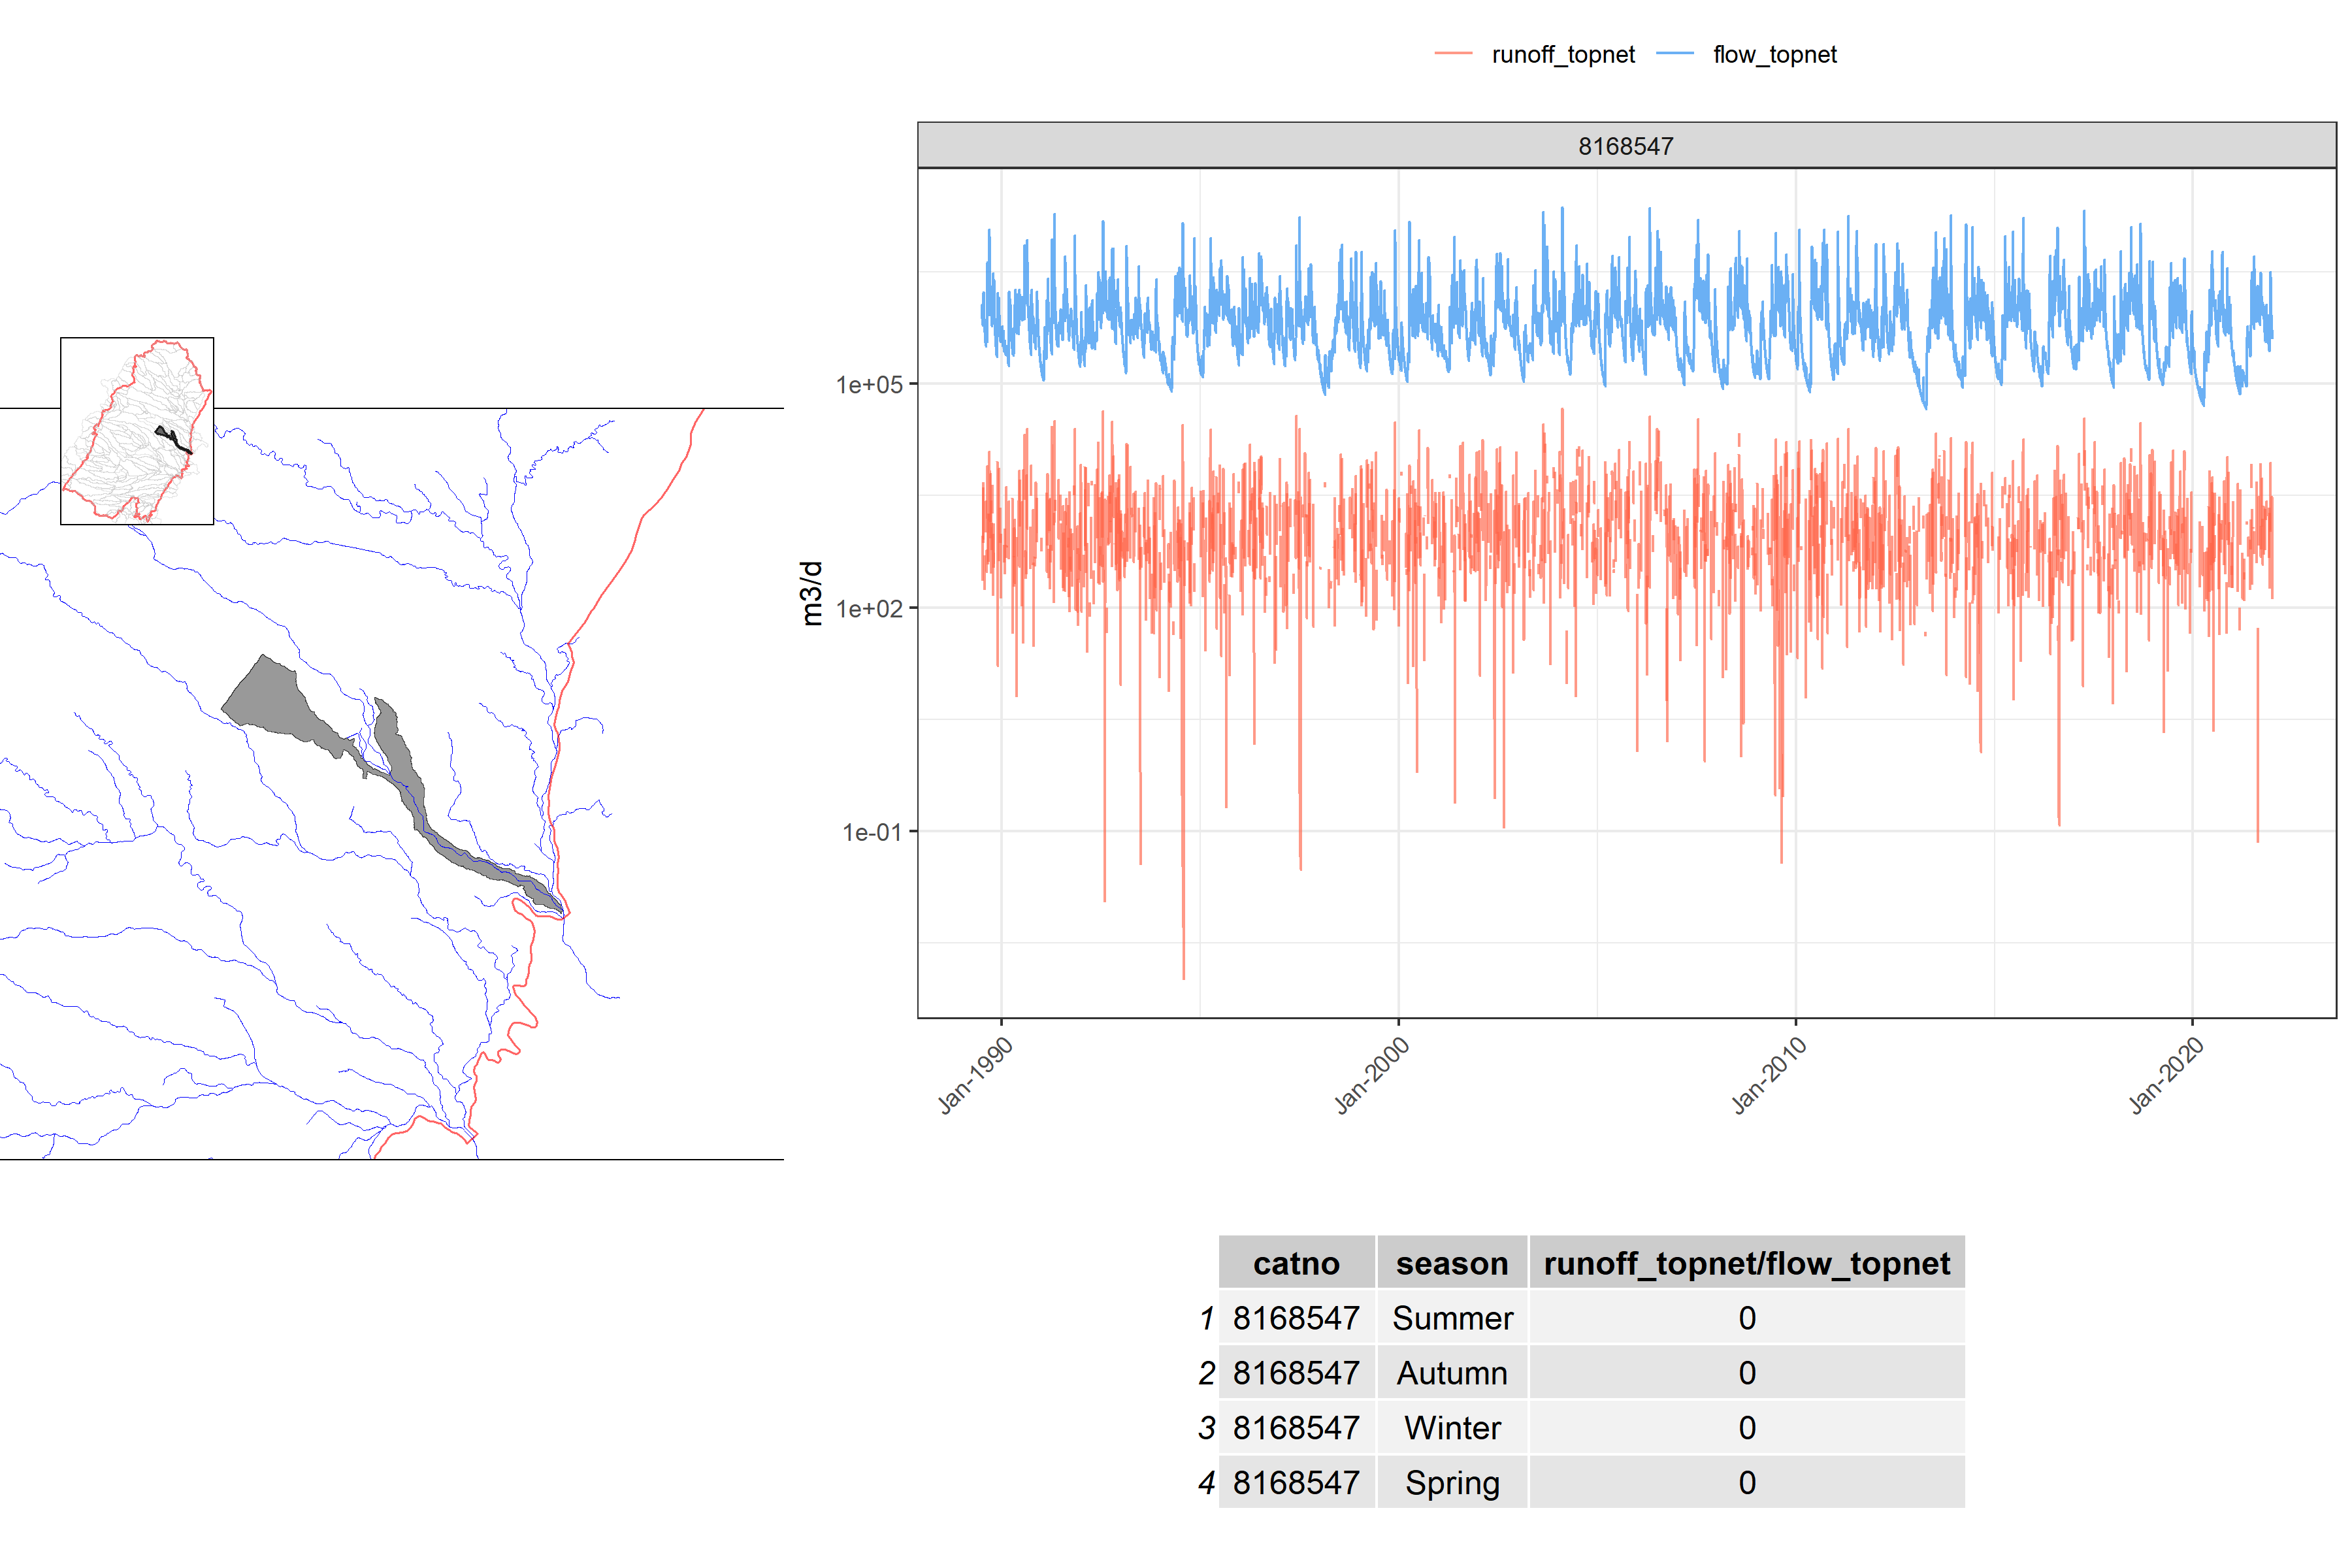 runoff_topnet flow_topnet
8168547
m3/d
1e+05
1e+02
1e-01
Jan-1990 Jan-2000 Jan-2010 Jan-2020
catno season runoff_topnet/flow_topnet
1 8168547 Summer 0
2 8168547 Autumn 0
3 8168547 Winter 0
4 8168547 Spring 0